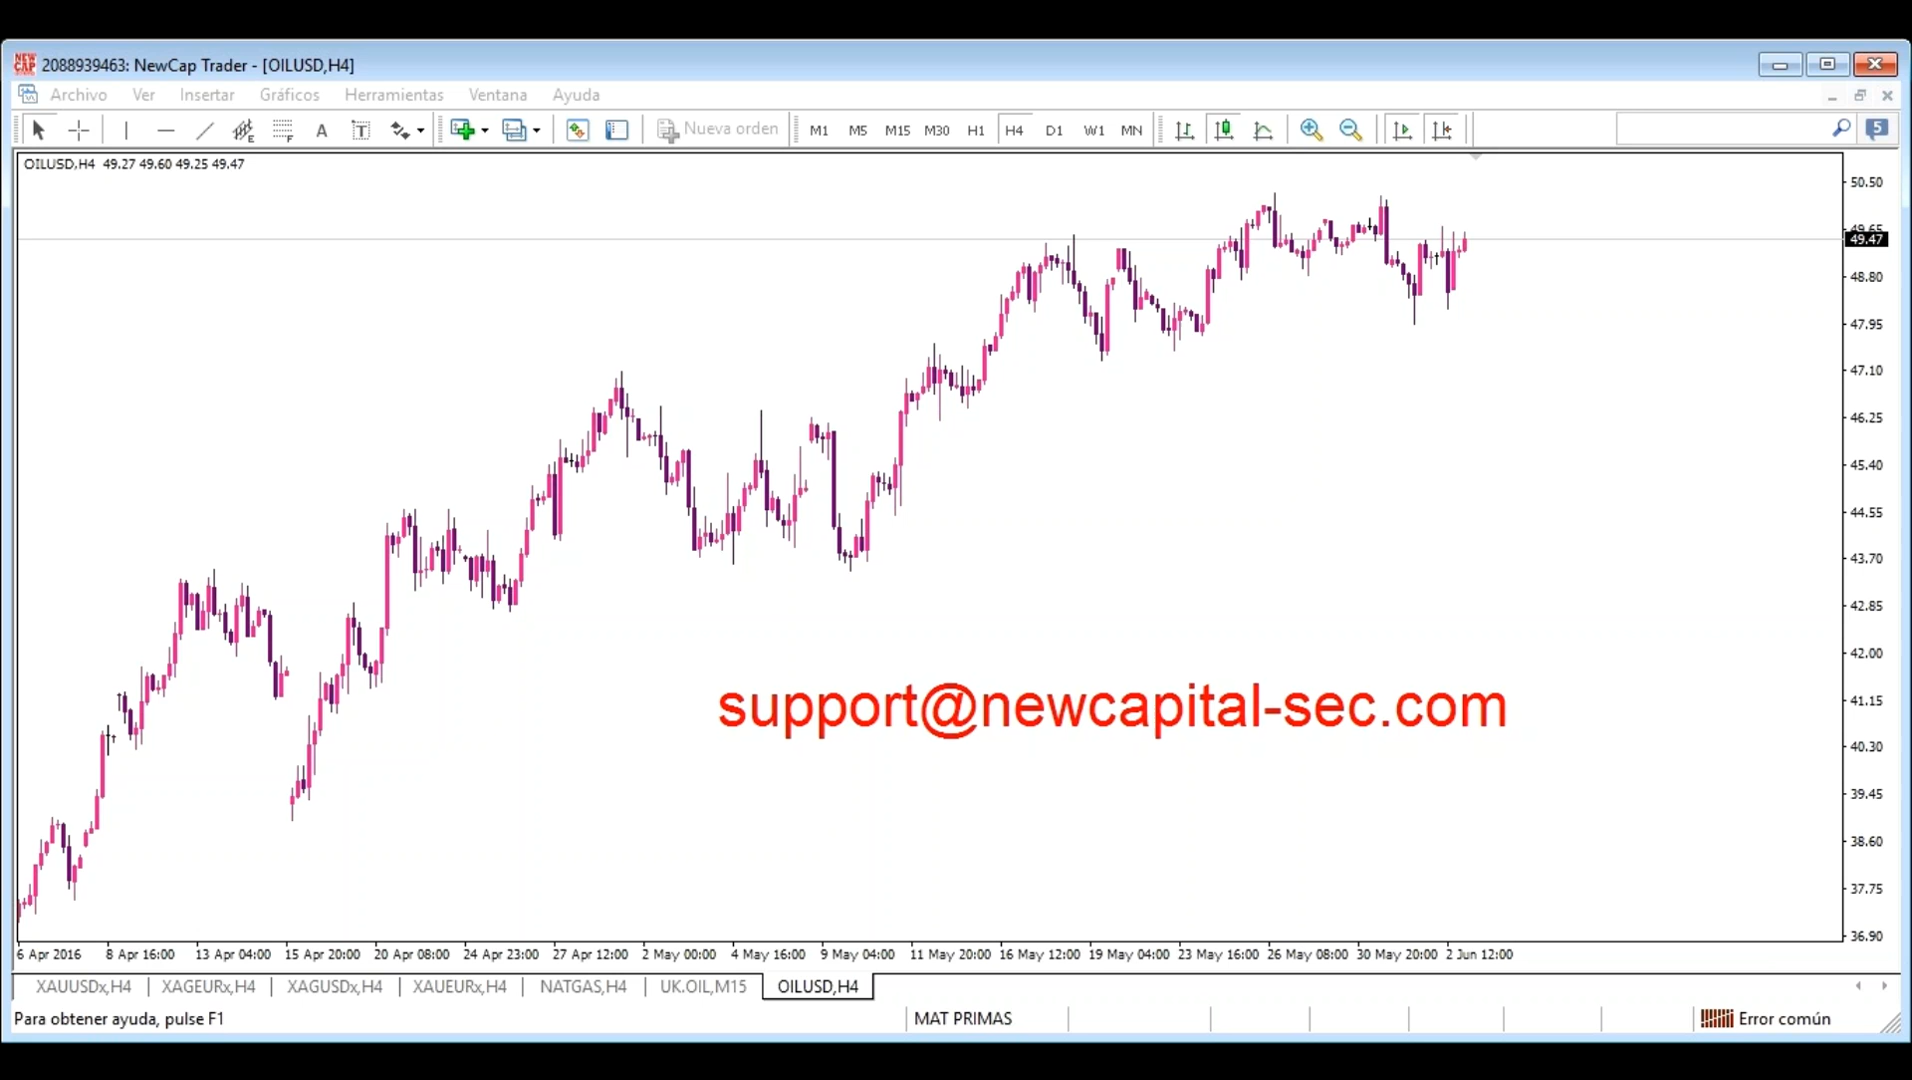 NEW CAP 2088939463: NewCap Trader - [OILUSD,H4]
Archivo Ver Insertar Gráficos Herramientas Ventana Ayuda
E F A T Nueva orden M1 M5 M15 M30 H1 H4 D1 W1 MN 5
OILUSD,H4 49.27 49.60 49.25 49.47
50.50
49.65
49.47
48.80
47.95
47.10
46.25
45.40
44.55
43.70
42.85
42.00
41.15
40.30
39.45
38.60
37.75
36.90
support@newcapital-sec.com
6 Apr 2016 8 Apr 16:00 13 Apr 04:00 15 Apr 20:00 20 Apr 08:00 24 Apr 23:00 27 Apr 12:00 2 May 00:00 4 May 16:00 9 May 04:00 11 May 20:00 16 May 12:00 19 May 04:00 23 May 16:00 26 May 08:00 30 May 20:00 2 Jun 12:00
XAUUSDx,H4 XAGEURx,H4 XAGUSDx,H4 XAUEURx,H4 NATGAS,H4 UK.OIL,M15 OILUSD,H4
Para obtener ayuda, pulse F1 MAT PRIMAS Error común